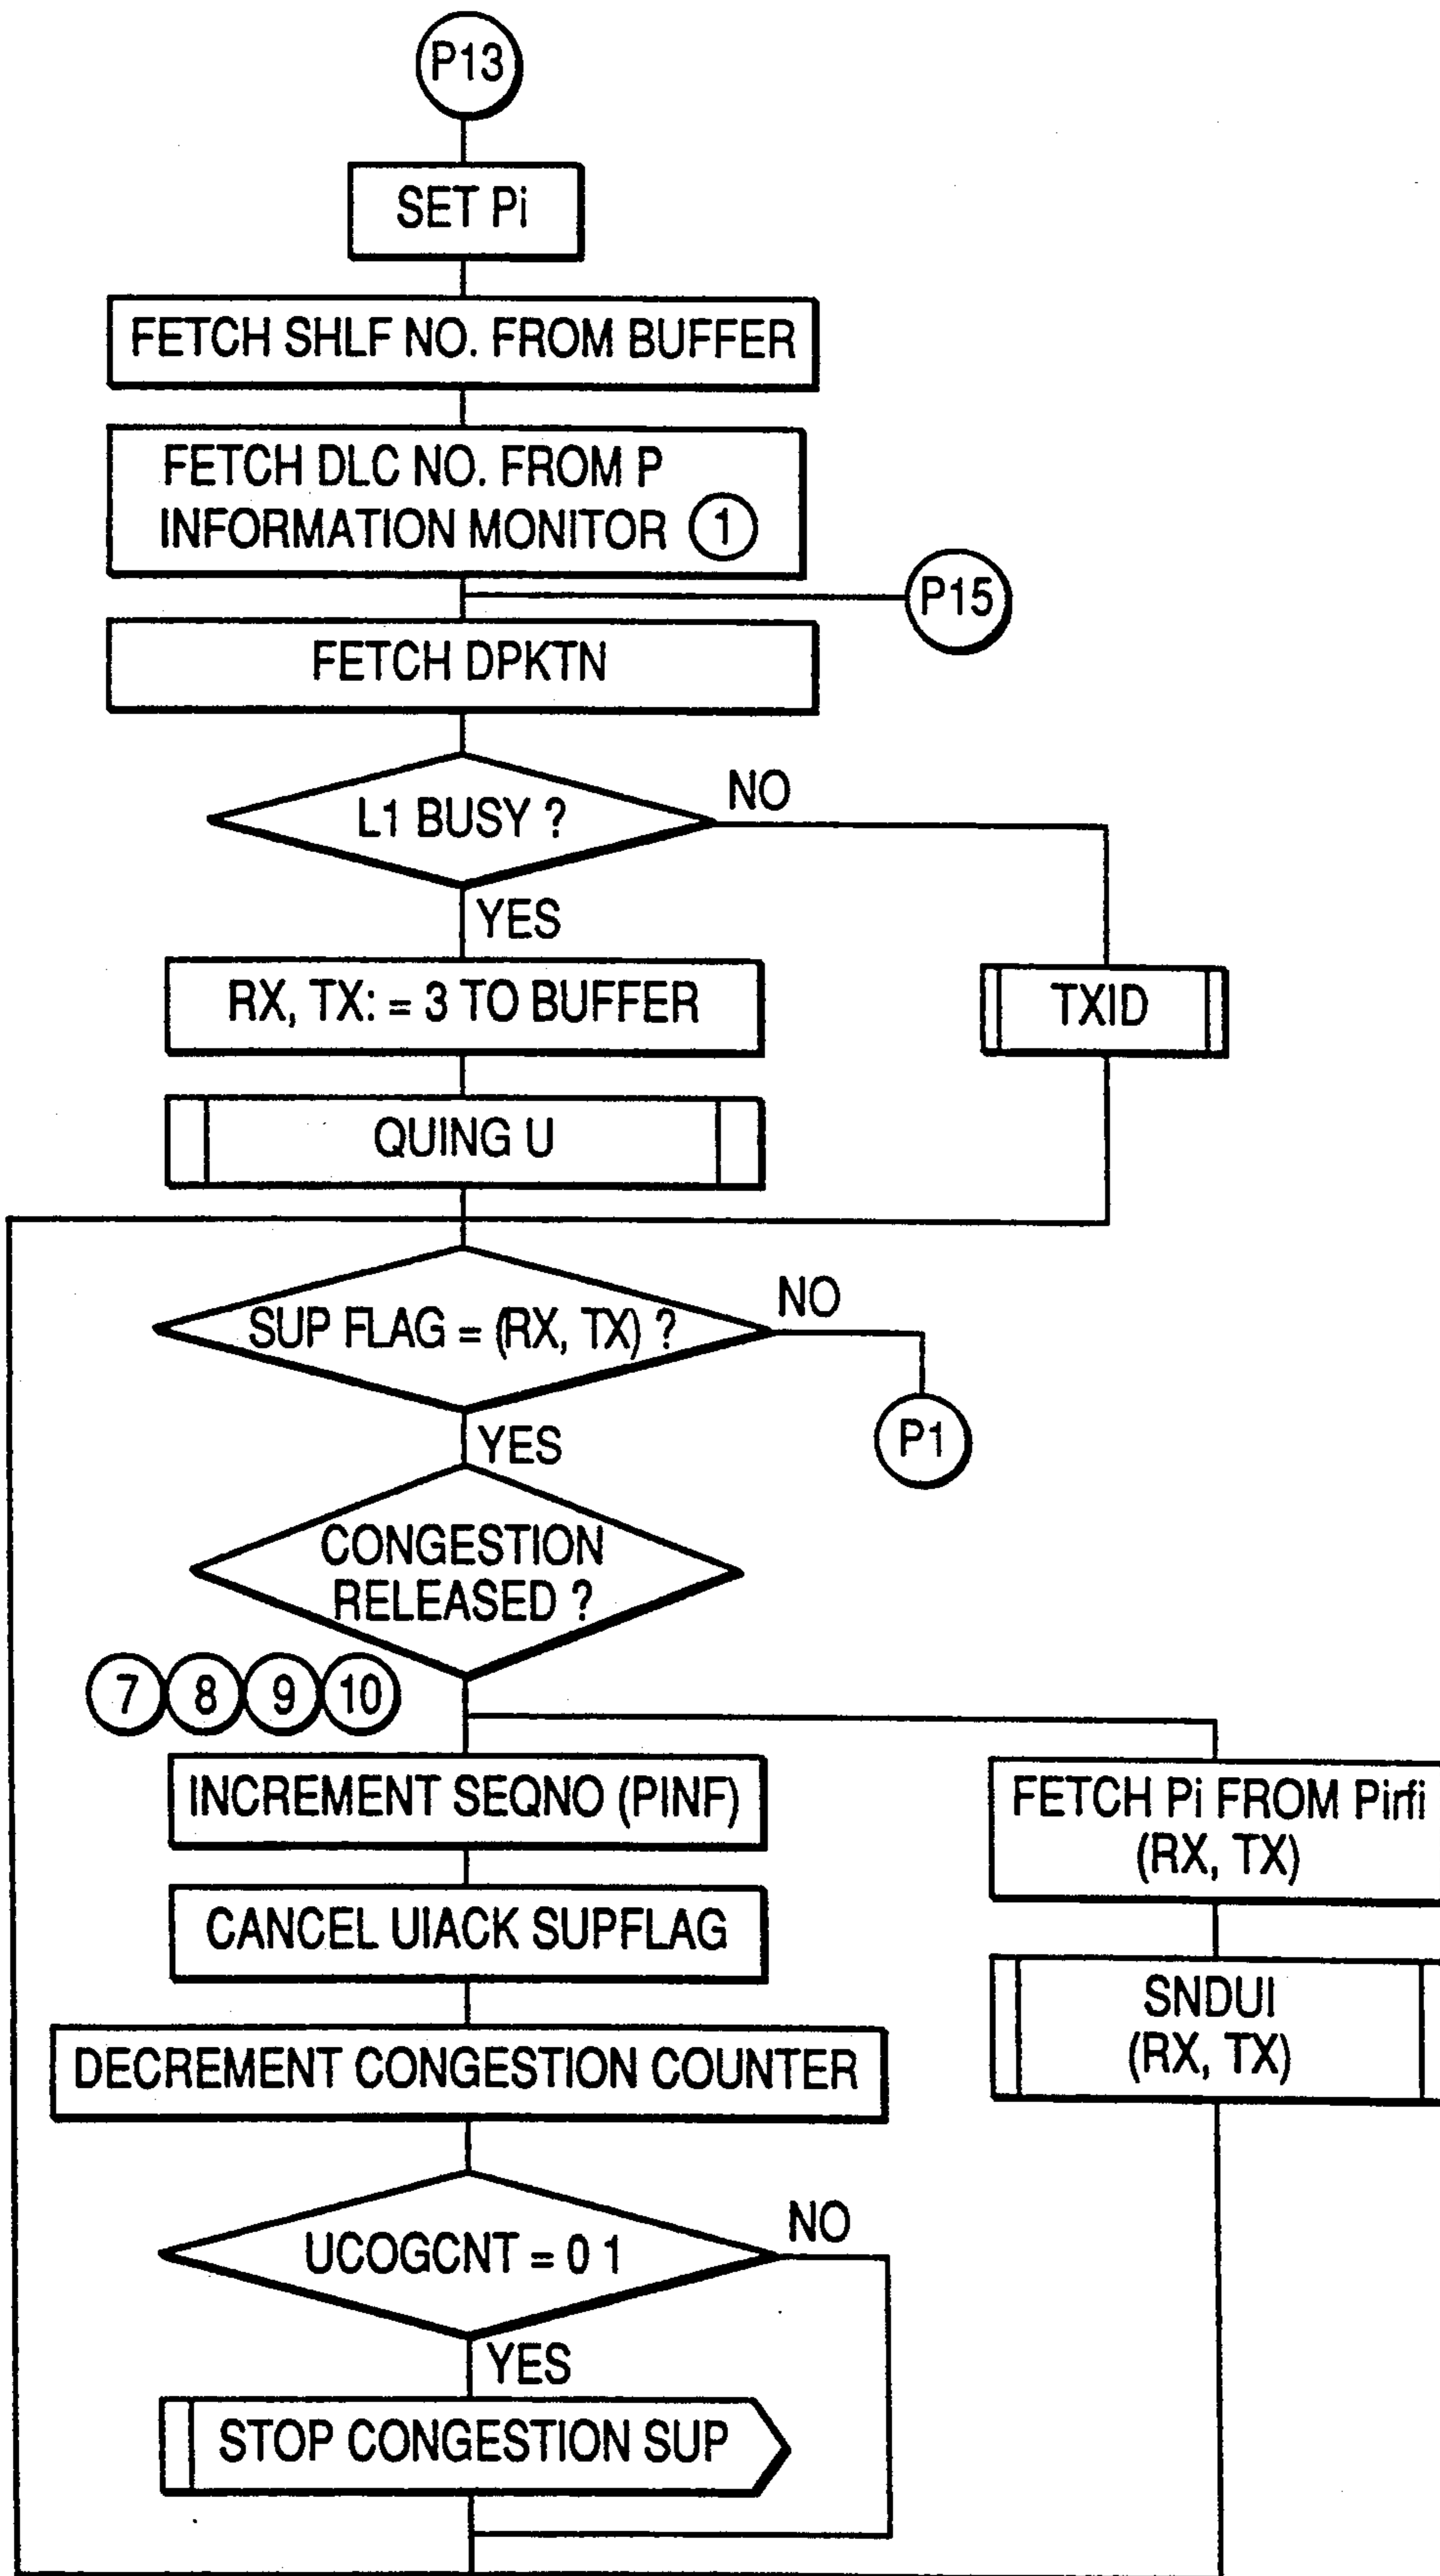 P13
SET Pi
FETCH SHLF NO. FROM BUFFER
FETCH DLC NO. FROM P
INFORMATION MONITOR 1
P15
FETCH DPKTN
L1 BUSY ?
NO
YES
RX, TX: = 3 TO BUFFER
TXID
QUING U
SUP FLAG = (RX, TX) ?
NO
P1
YES
CONGESTION
RELEASED ?
7 8 9 10
INCREMENT SEQNO (PINF)
FETCH Pi FROM Pirfi
(RX, TX)
CANCEL UIACK SUPFLAG
SNDUI
(RX, TX)
DECREMENT CONGESTION COUNTER
UCOGCNT = 0 1
NO
YES
STOP CONGESTION SUP